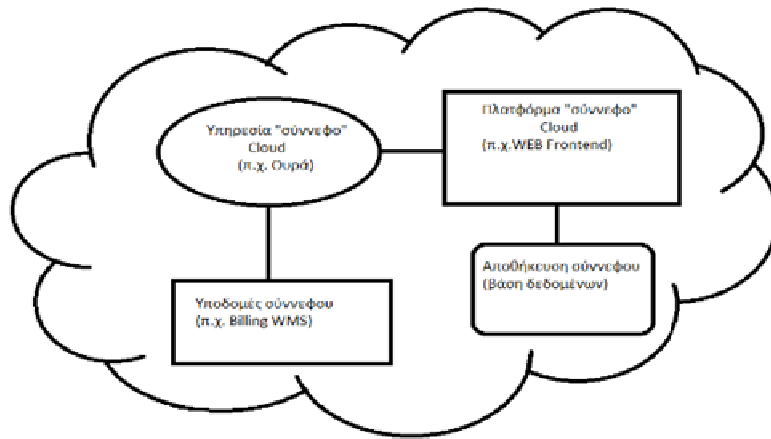 Υπηρεσία "σύννεφο"
Cloud
(π.χ. Ουρά)
Πλατφόρμα "σύννεφο"
Cloud
(π.χ.WEB Frontend)
Υποδομές σύννεφου
(π.χ. Billing WMS)
Αποθήκευση σύννεφου
(βάση δεδομένων)